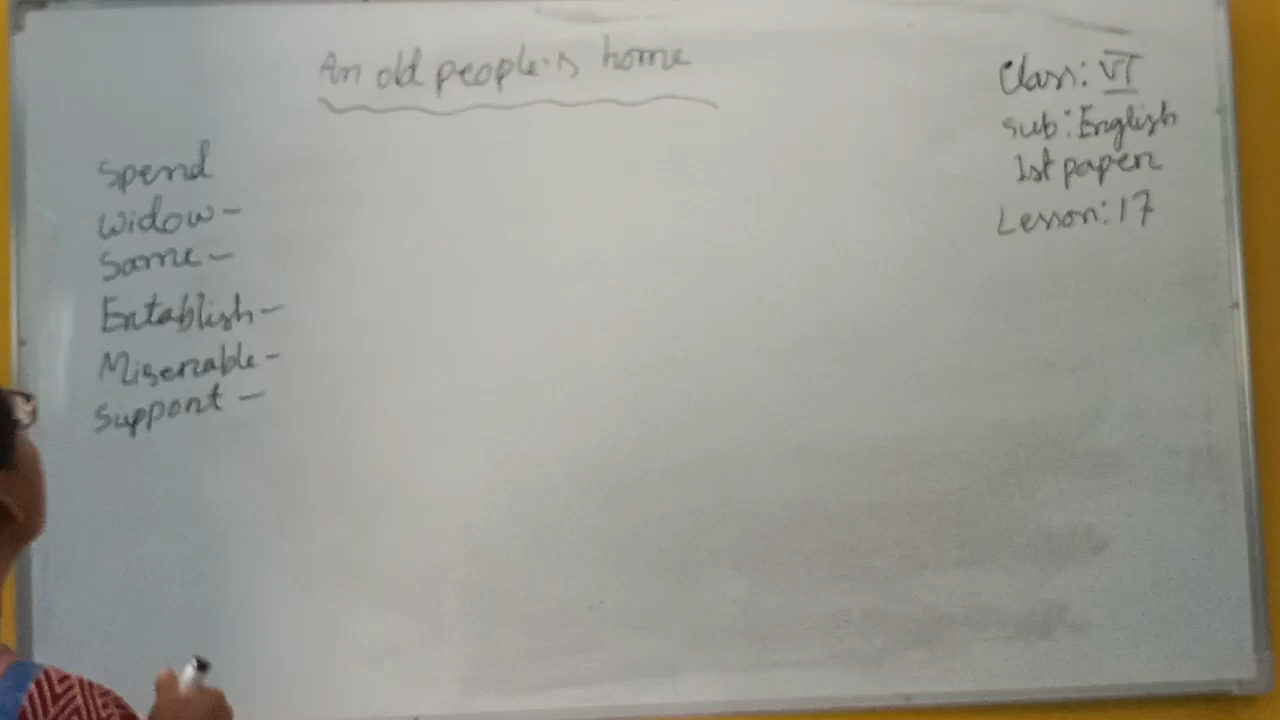 An old people's home
Class: VI
Sub: English
1st paper
Lesson: 17
Spend
Widow -
Same -
Establish -
Miserable -
Support -